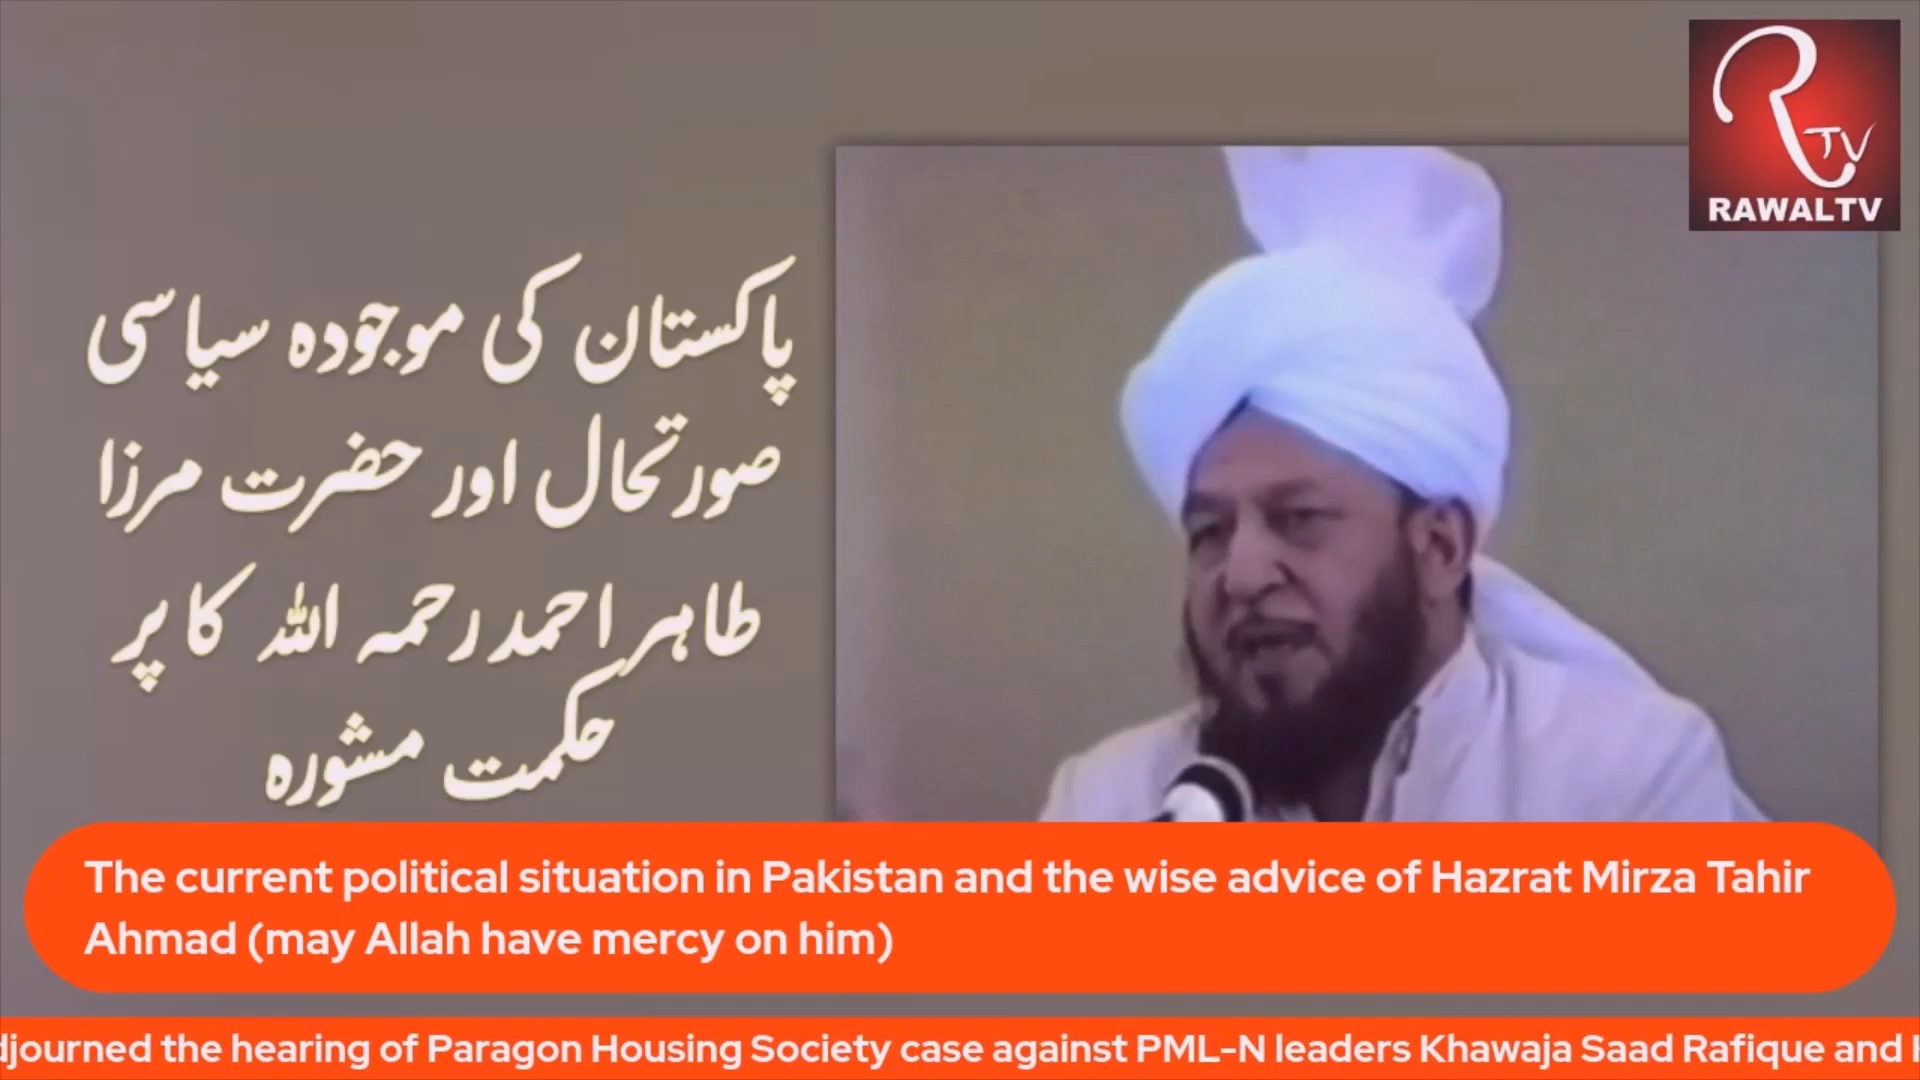 R TV
RAWALTV
پاکستان کی موجودہ سیاسی
صورتحال اور حضرت مرزا
طاہر احمد رحمہ اللہ کا پر
حکمت مشورہ
The current political situation in Pakistan and the wise advice of Hazrat Mirza Tahir
Ahmad (may Allah have mercy on him)
djourned the hearing of Paragon Housing Society case against PML-N leaders Khawaja Saad Rafique and